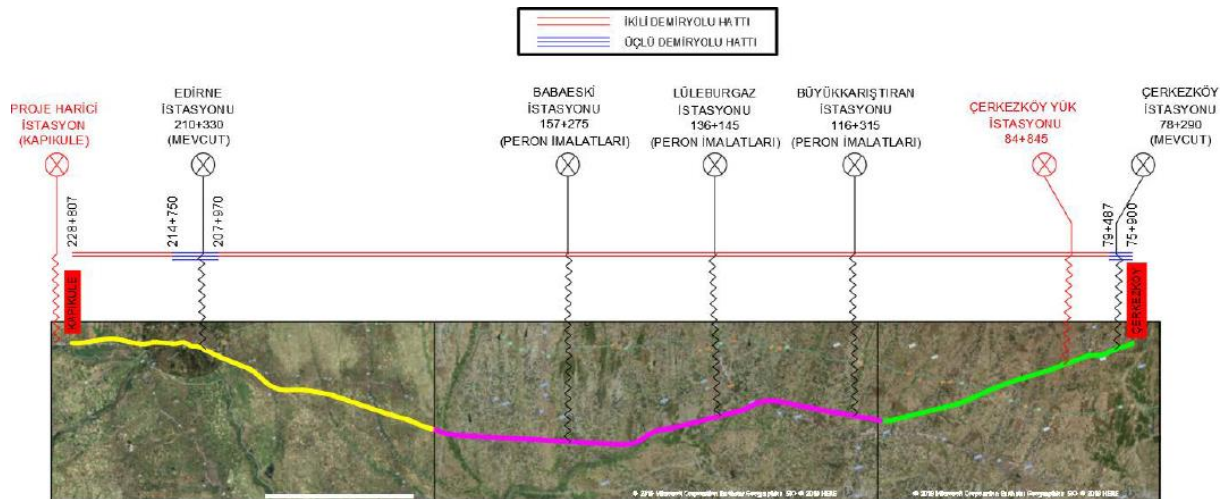 İKİLİ DEMİRYOLU HATTI
ÜÇLÜ DEMİRYOLU HATTI
PROJE HARİCİ
İSTASYON
(KAPIKULE)
EDİRNE
İSTASYONU
210+330
(MEVCUT)
BABAESKİ
İSTASYONU
157+275
(PERON İMALATLARI)
LÜLEBURGAZ
İSTASYONU
136+145
(PERON İMALATLARI)
BÜYÜKKARIŞTIRAN
İSTASYONU
116+315
(PERON İMALATLARI)
ÇERKEZKÖY YÜK
İSTASYONU
84+845
ÇERKEZKÖY
İSTASYONU
78+290
(MEVCUT)
228+807
214+750
207+970
79+487
75+900
KAPIKULE
ÇERKEZKÖY